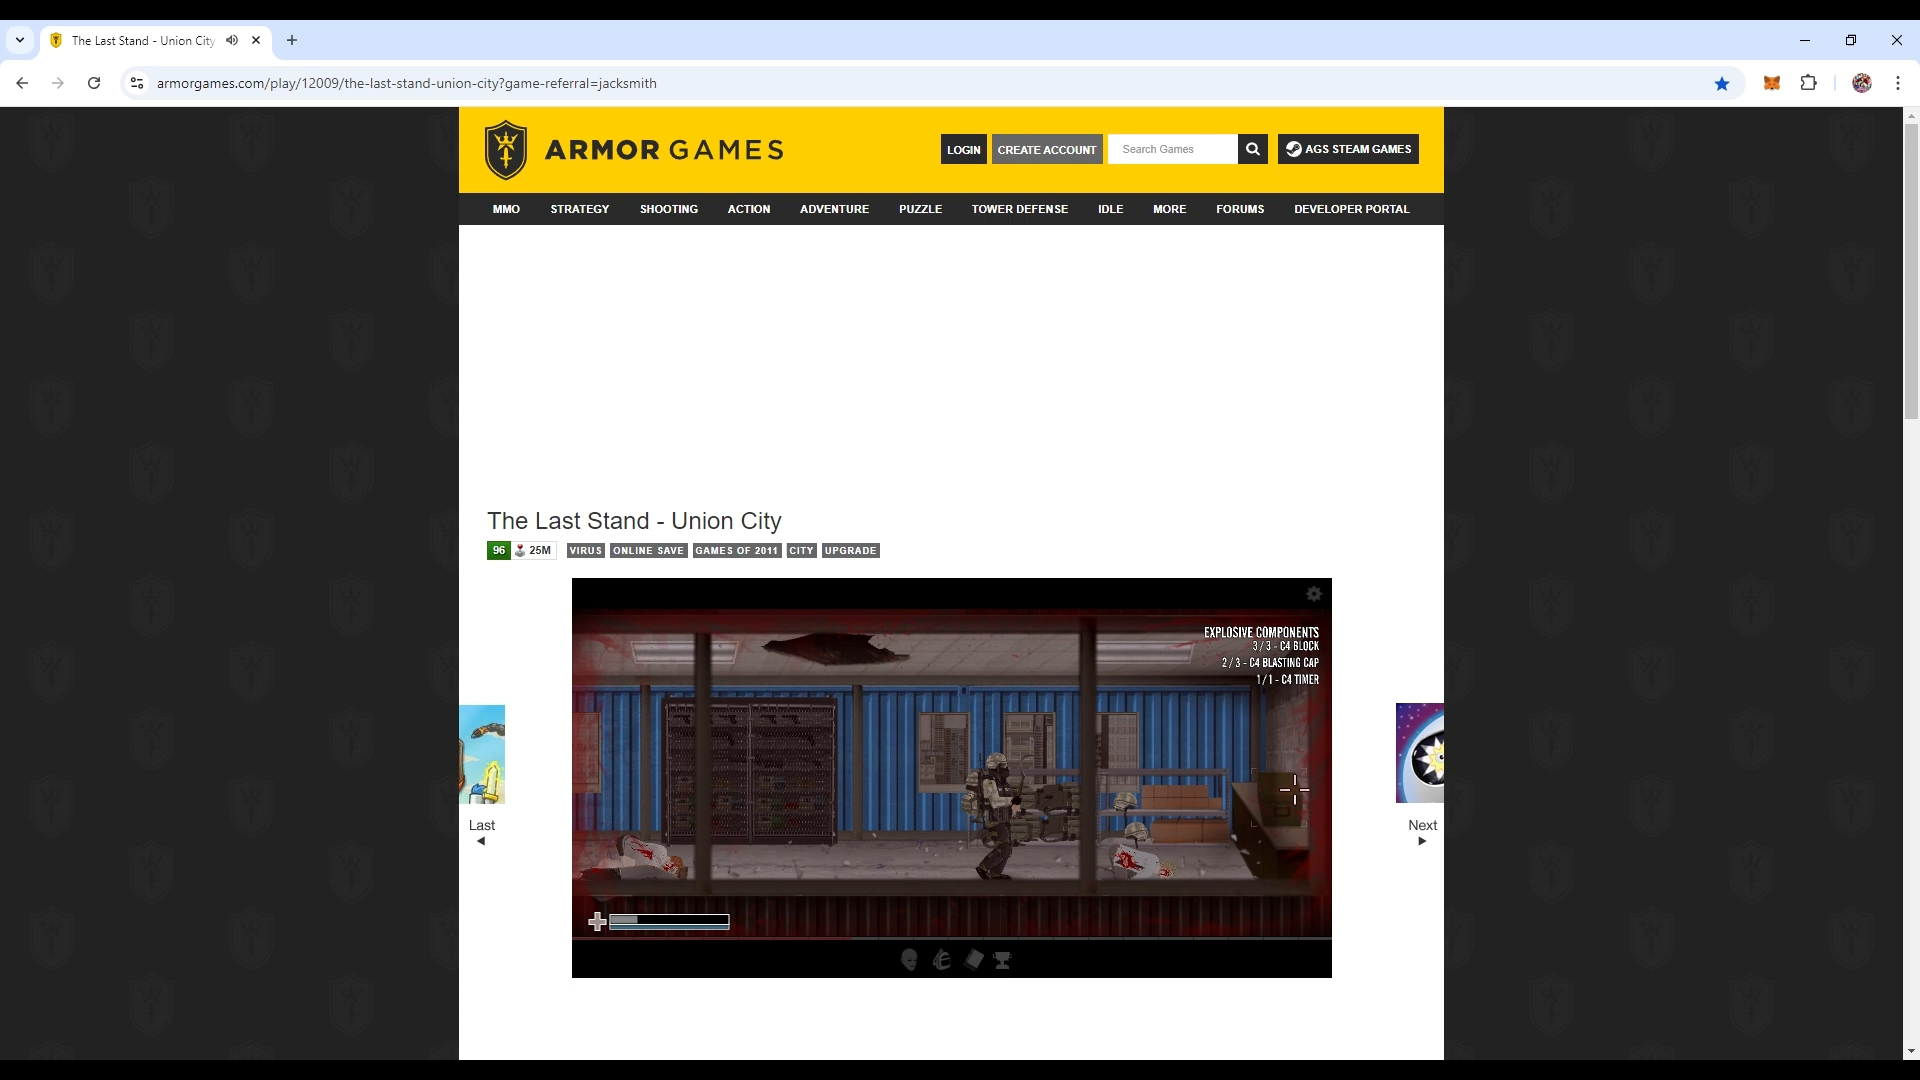 The Last Stand - Union City
armorgames.com/play/12009/the-last-stand-union-city?game-referral=jacksmith
ARMOR GAMES
LOGIN
CREATE ACCOUNT
Search Games
AGS STEAM GAMES
MMO
STRATEGY
SHOOTING
ACTION
ADVENTURE
PUZZLE
TOWER DEFENSE
IDLE
MORE
FORUMS
DEVELOPER PORTAL
The Last Stand - Union City
96
25M
VIRUS
ONLINE SAVE
GAMES OF 2011
CITY
UPGRADE
EXPLOSIVE COMPONENTS
3 / 3 - C4 BLOCK
2 / 3 - C4 BLASTING CAP
1 / 1 - C4 TIMER
Last
Next